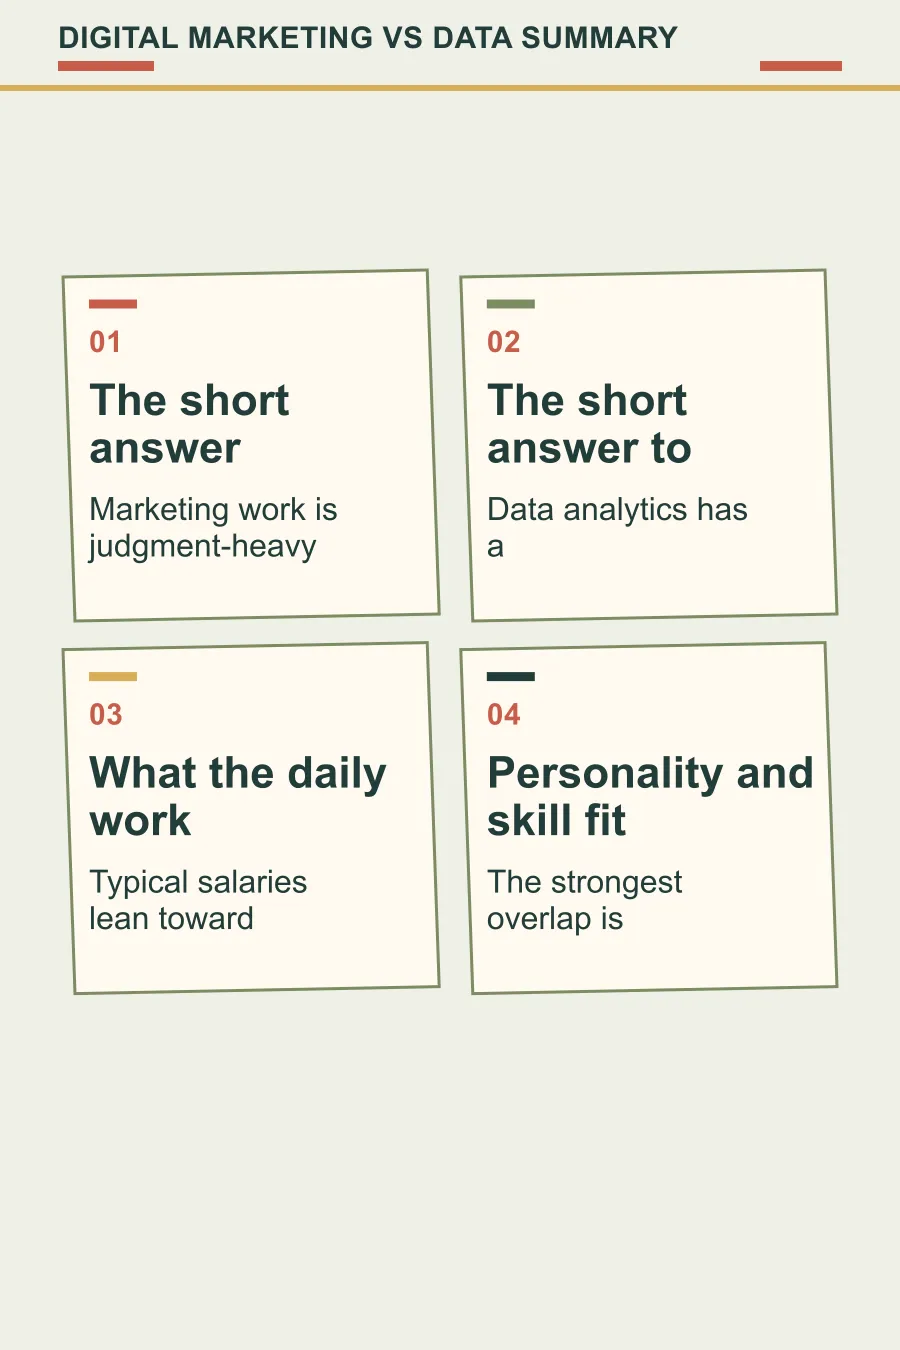 DIGITAL MARKETING VS DATA SUMMARY
01
The short
answer
Marketing work is
judgment-heavy
02
The short
answer to
Data analytics has
a
03
What the daily
work
Typical salaries
lean toward
04
Personality and
skill fit
The strongest
overlap is